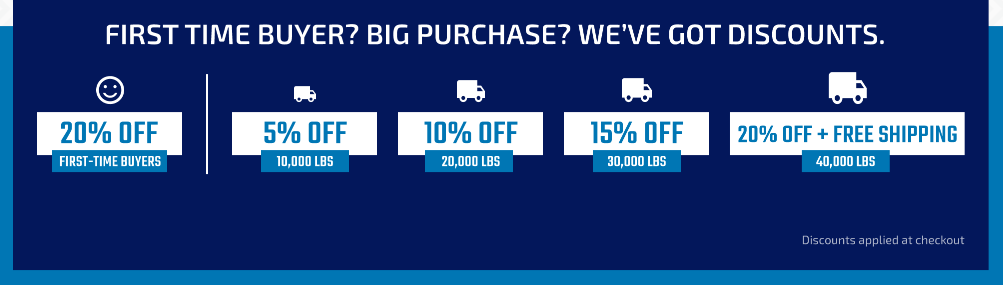 FIRST TIME BUYER? BIG PURCHASE? WE'VE GOT DISCOUNTS.
20% OFF
FIRST-TIME BUYERS
5% OFF
10,000 LBS
10% OFF
20,000 LBS
15% OFF
30,000 LBS
20% OFF + FREE SHIPPING
40,000 LBS
Discounts applied at checkout